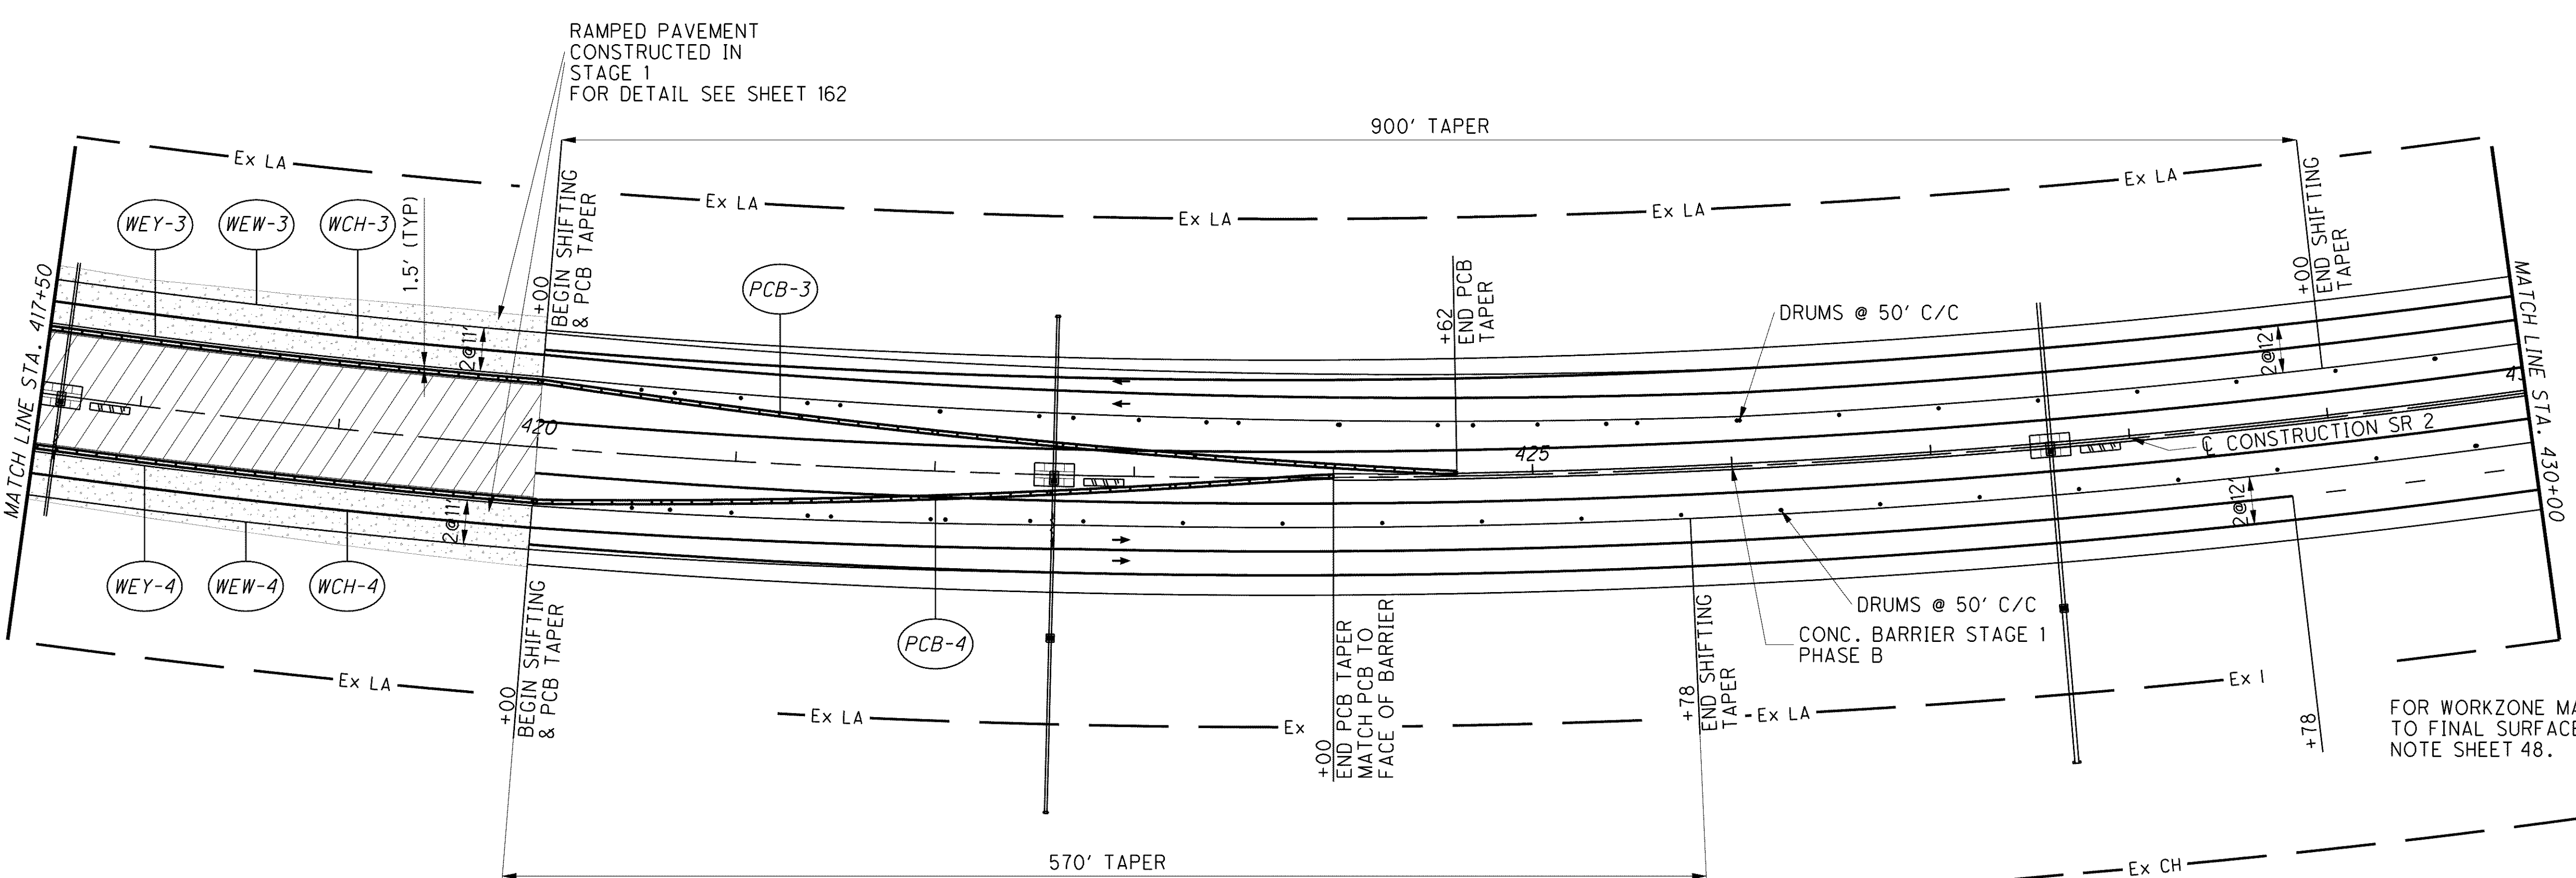 RAMPED PAVEMENT
CONSTRUCTED IN
STAGE 1
FOR DETAIL SEE SHEET 162
900' TAPER
Ex LA
Ex LA
Ex LA
Ex LA
Ex LA
WEY-3
WEW-3
WCH-3
1.5' (TYP)
+00
BEGIN SHIFTING
& PCB TAPER
PCB-3
+62
END PCB
TAPER
DRUMS @ 50' C/C
+00
END SHIFTING
TAPER
MATCH LINE STA. 417+50
2@11'
2@12'
MATCH LINE STA. 430+00
420
425
℄ CONSTRUCTION SR 2
2@11'
2@12'
WEY-4
WEW-4
WCH-4
+00
BEGIN SHIFTING
& PCB TAPER
PCB-4
+00
END PCB TAPER
MATCH PCB TO
FACE OF BARRIER
DRUMS @ 50' C/C
CONC. BARRIER STAGE 1
PHASE B
+78
END SHIFTING
TAPER
+78
Ex LA
Ex LA
Ex
Ex LA
Ex
FOR WORKZONE MA
TO FINAL SURFACE
NOTE SHEET 48.
570' TAPER
Ex CH